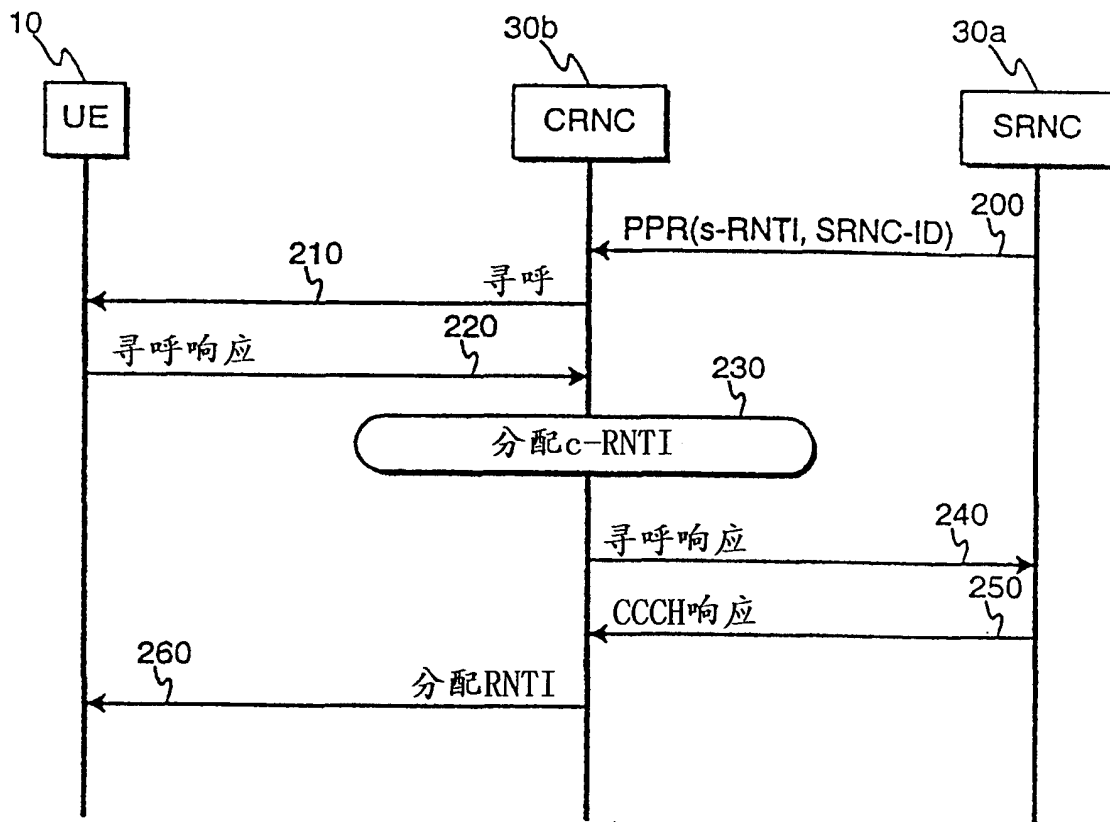 10
30b
30a
UE
CRNC
SRNC
200
PPR(s-RNTI, SRNC-ID)
210
寻呼
220
寻呼响应
230
分配c-RNTI
240
寻呼响应
250
CCCH响应
260
分配RNTI